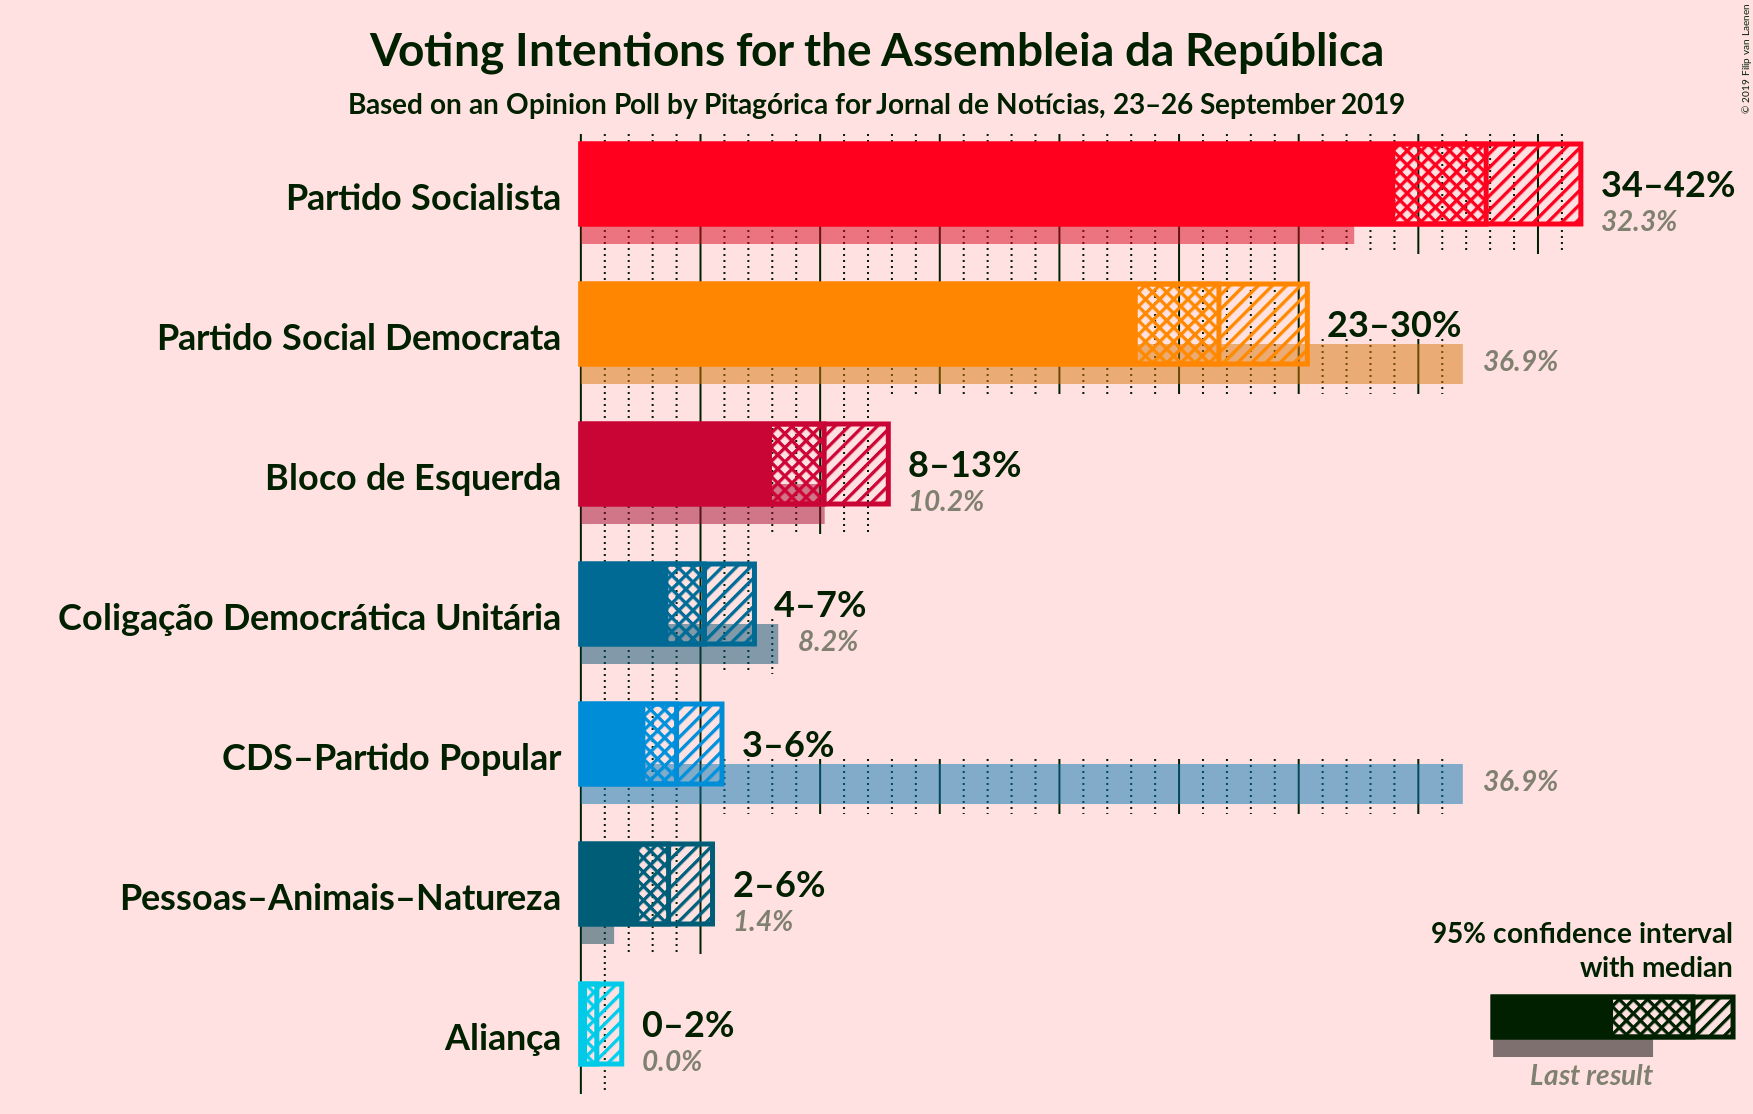 Voting Intentions for the Assembleia da República
Based on an Opinion Poll by Pitagórica for Jornal de Notícias, 23–26 September 2019
© 2019 Filip van Laenen
Partido Socialista
34–42%
32.3%
Partido Social Democrata
23–30%
36.9%
Bloco de Esquerda
8–13%
10.2%
Coligação Democrática Unitária
4–7%
8.2%
CDS–Partido Popular
3–6%
36.9%
Pessoas–Animais–Natureza
2–6%
1.4%
Aliança
0–2%
0.0%
95% confidence interval
with median
Last result